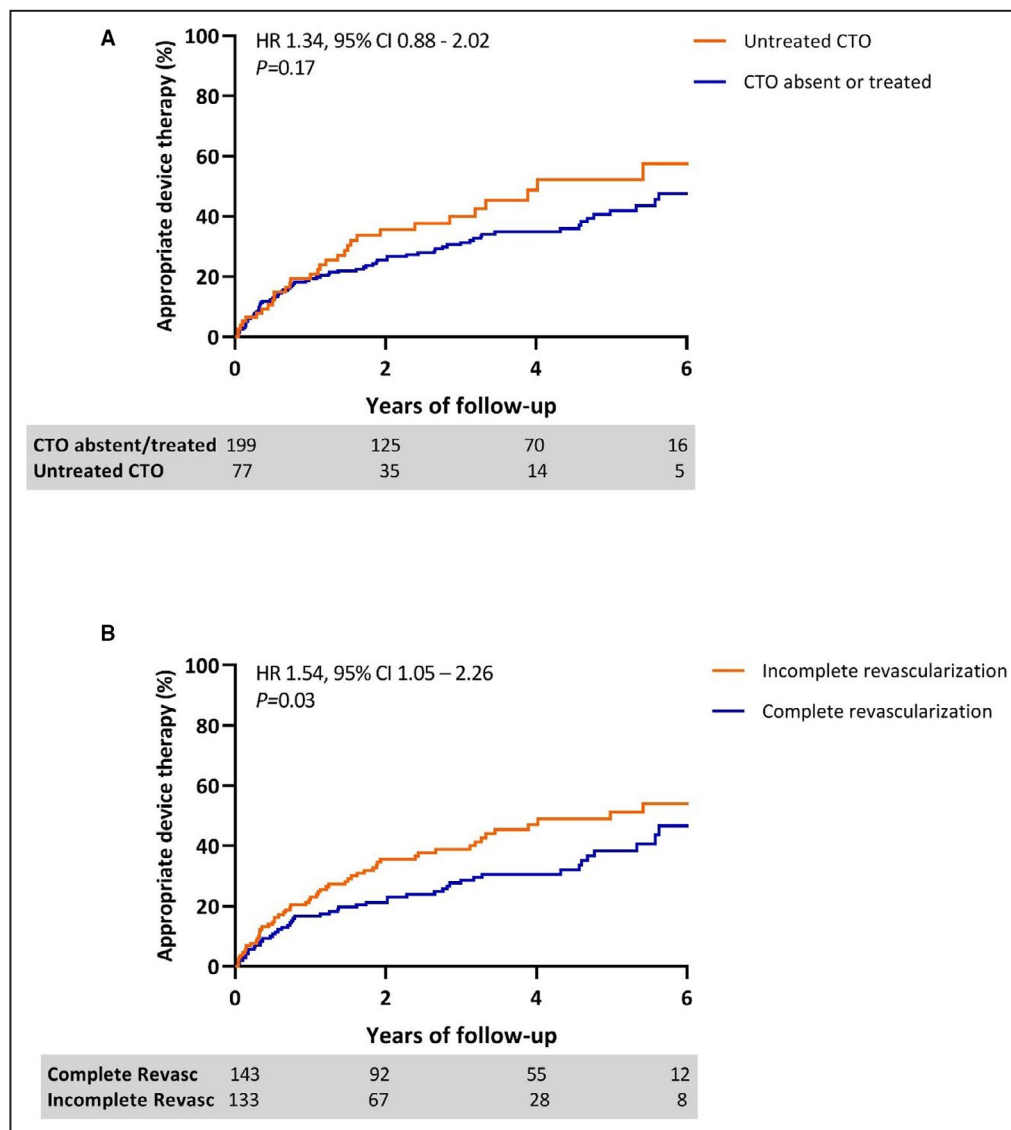 A
HR 1.34, 95% CI 0.88 - 2.02
P=0.17
Untreated CTO
CTO absent or treated
Appropriate device therapy (%)
100
80
60
40
20
0
0 2 4 6
Years of follow-up
CTO abstent/treated 199 125 70 16
Untreated CTO 77 35 14 5
B
HR 1.54, 95% CI 1.05 – 2.26
P=0.03
Incomplete revascularization
Complete revascularization
Appropriate device therapy (%)
100
80
60
40
20
0
0 2 4 6
Years of follow-up
Complete Revasc 143 92 55 12
Incomplete Revasc 133 67 28 8